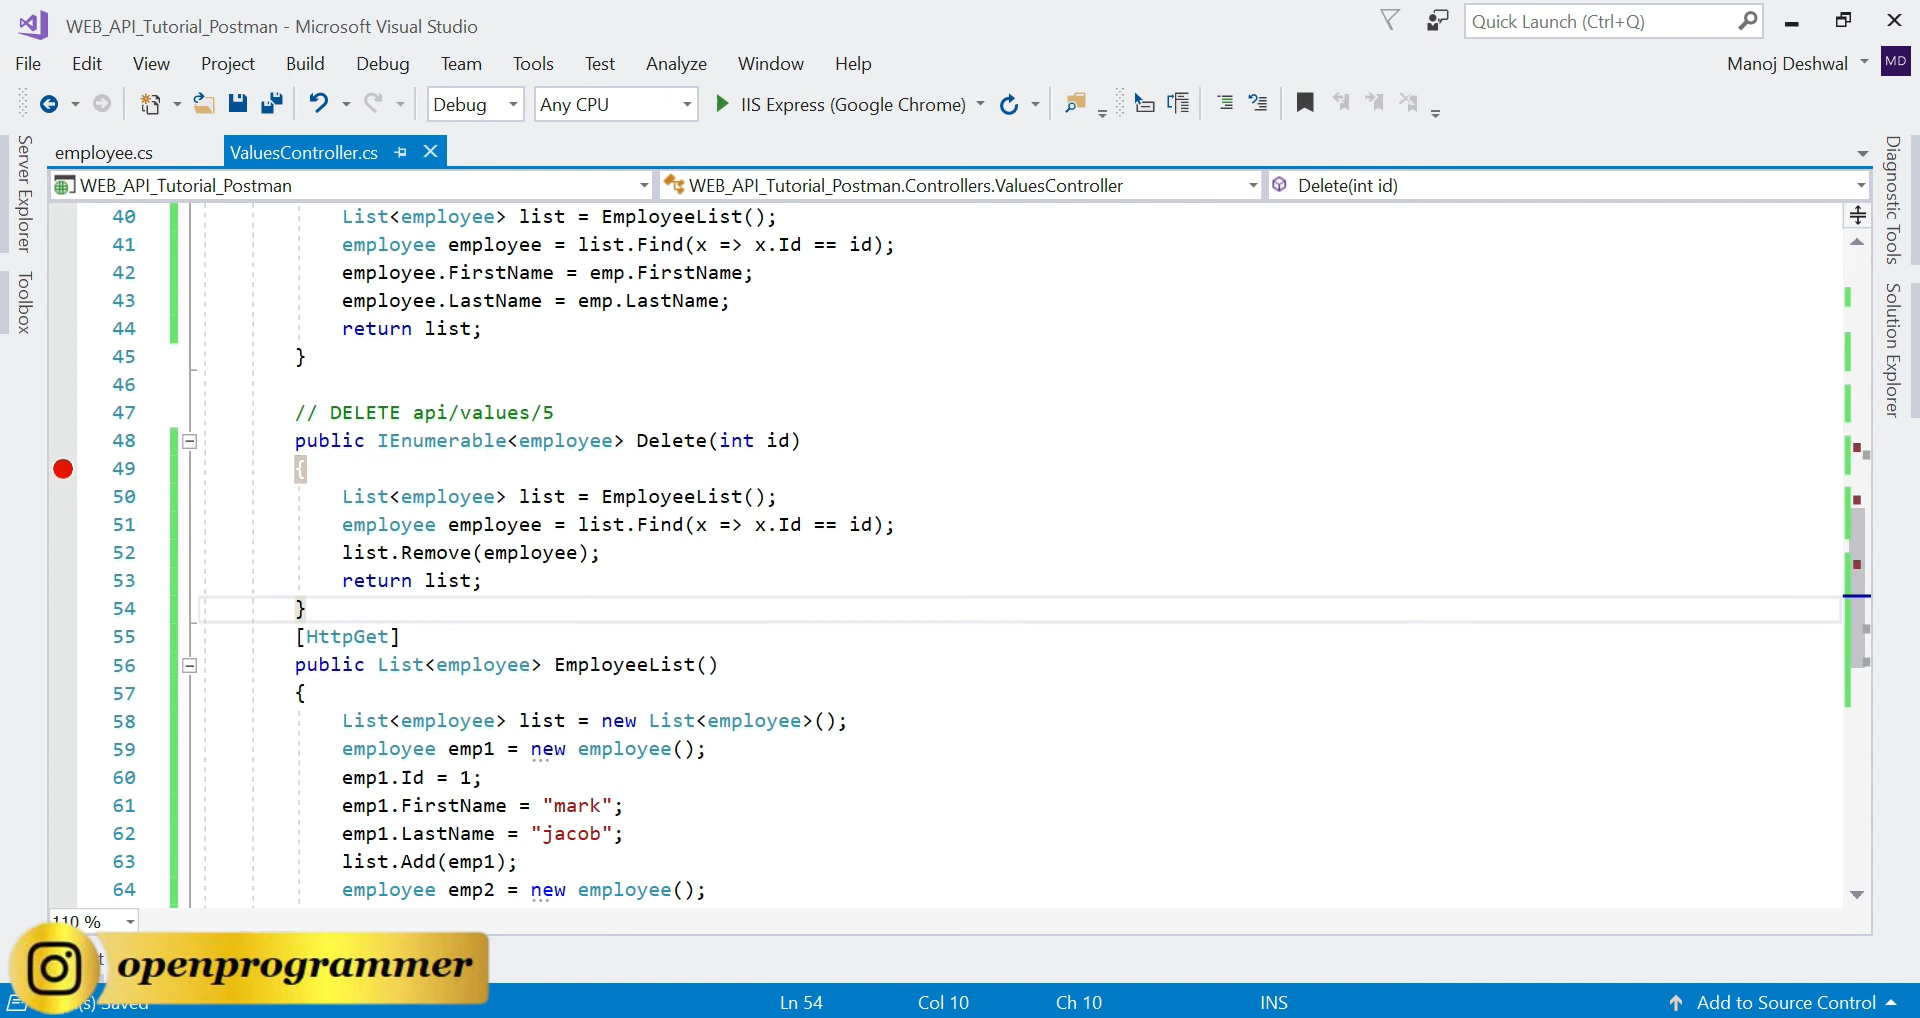 WEB_API_Tutorial_Postman - Microsoft Visual Studio
Quick Launch (Ctrl+Q)
File Edit View Project Build Debug Team Tools Test Analyze Window Help
Manoj Deshwal MD
Debug Any CPU IIS Express (Google Chrome)
Server Explorer
Toolbox
employee.cs ValuesController.cs
WEB_API_Tutorial_Postman WEB_API_Tutorial_Postman.Controllers.ValuesController Delete(int id)
Diagnostic Tools
Solution Explorer
40 List<employee> list = EmployeeList();
41 employee employee = list.Find(x => x.Id == id);
42 employee.FirstName = emp.FirstName;
43 employee.LastName = emp.LastName;
44 return list;
45 }
46
47 // DELETE api/values/5
48 public IEnumerable<employee> Delete(int id)
49 {
50 List<employee> list = EmployeeList();
51 employee employee = list.Find(x => x.Id == id);
52 list.Remove(employee);
53 return list;
54 }
55 [HttpGet]
56 public List<employee> EmployeeList()
57 {
58 List<employee> list = new List<employee>();
59 employee emp1 = new employee();
60 emp1.Id = 1;
61 emp1.FirstName = "mark";
62 emp1.LastName = "jacob";
63 list.Add(emp1);
64 employee emp2 = new employee();
110 %
openprogrammer
(s) Saved Ln 54 Col 10 Ch 10 INS Add to Source Control